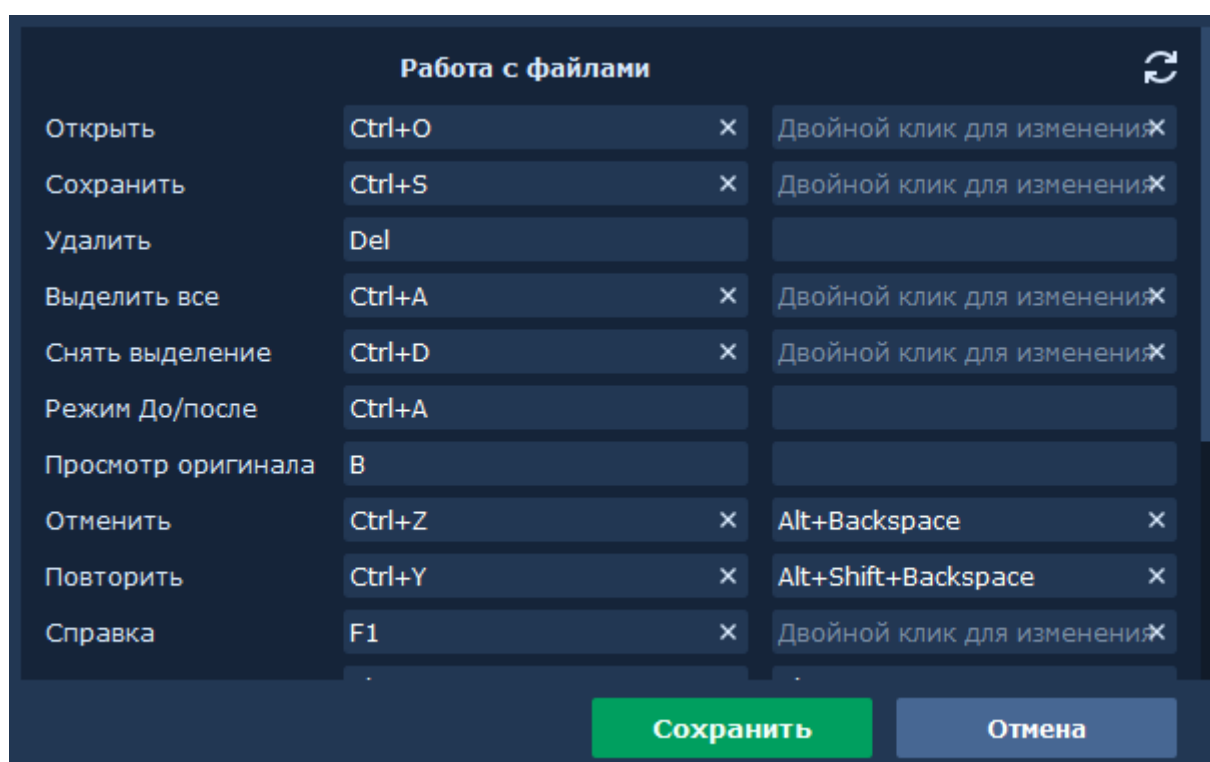 Работа с файлами
Открыть Ctrl+O Двойной клик для изменения
Сохранить Ctrl+S Двойной клик для изменения
Удалить Del
Выделить все Ctrl+A Двойной клик для изменения
Снять выделение Ctrl+D Двойной клик для изменения
Режим До/после Ctrl+A
Просмотр оригинала B
Отменить Ctrl+Z Alt+Backspace
Повторить Ctrl+Y Alt+Shift+Backspace
Справка F1 Двойной клик для изменения
Сохранить Отмена